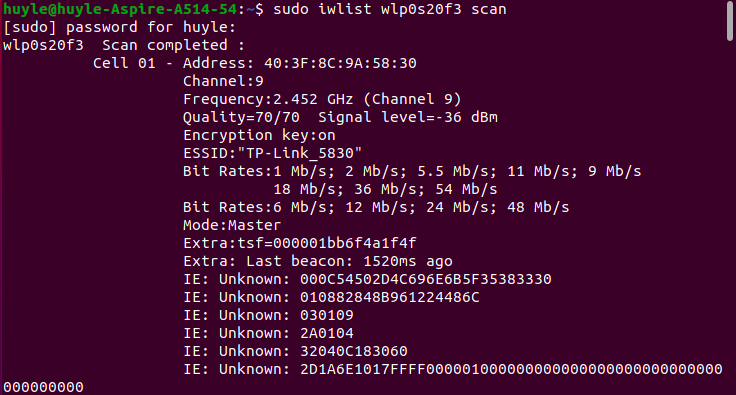 huyle@huyle-Aspire-A514-54:~$ sudo iwlist wlp0s20f3 scan
[sudo] password for huyle:
wlp0s20f3  Scan completed :
          Cell 01 - Address: 40:3F:8C:9A:58:30
                    Channel:9
                    Frequency:2.452 GHz (Channel 9)
                    Quality=70/70  Signal level=-36 dBm
                    Encryption key:on
                    ESSID:"TP-Link_5830"
                    Bit Rates:1 Mb/s; 2 Mb/s; 5.5 Mb/s; 11 Mb/s; 9 Mb/s
                              18 Mb/s; 36 Mb/s; 54 Mb/s
                    Bit Rates:6 Mb/s; 12 Mb/s; 24 Mb/s; 48 Mb/s
                    Mode:Master
                    Extra:tsf=000001bb6f4a1f4f
                    Extra: Last beacon: 1520ms ago
                    IE: Unknown: 000C54502D4C696E6B5F35383330
                    IE: Unknown: 010882848B961224486C
                    IE: Unknown: 030109
                    IE: Unknown: 2A0104
                    IE: Unknown: 32040C183060
                    IE: Unknown: 2D1A6E1017FFFF00000100000000000000000000000000
000000000